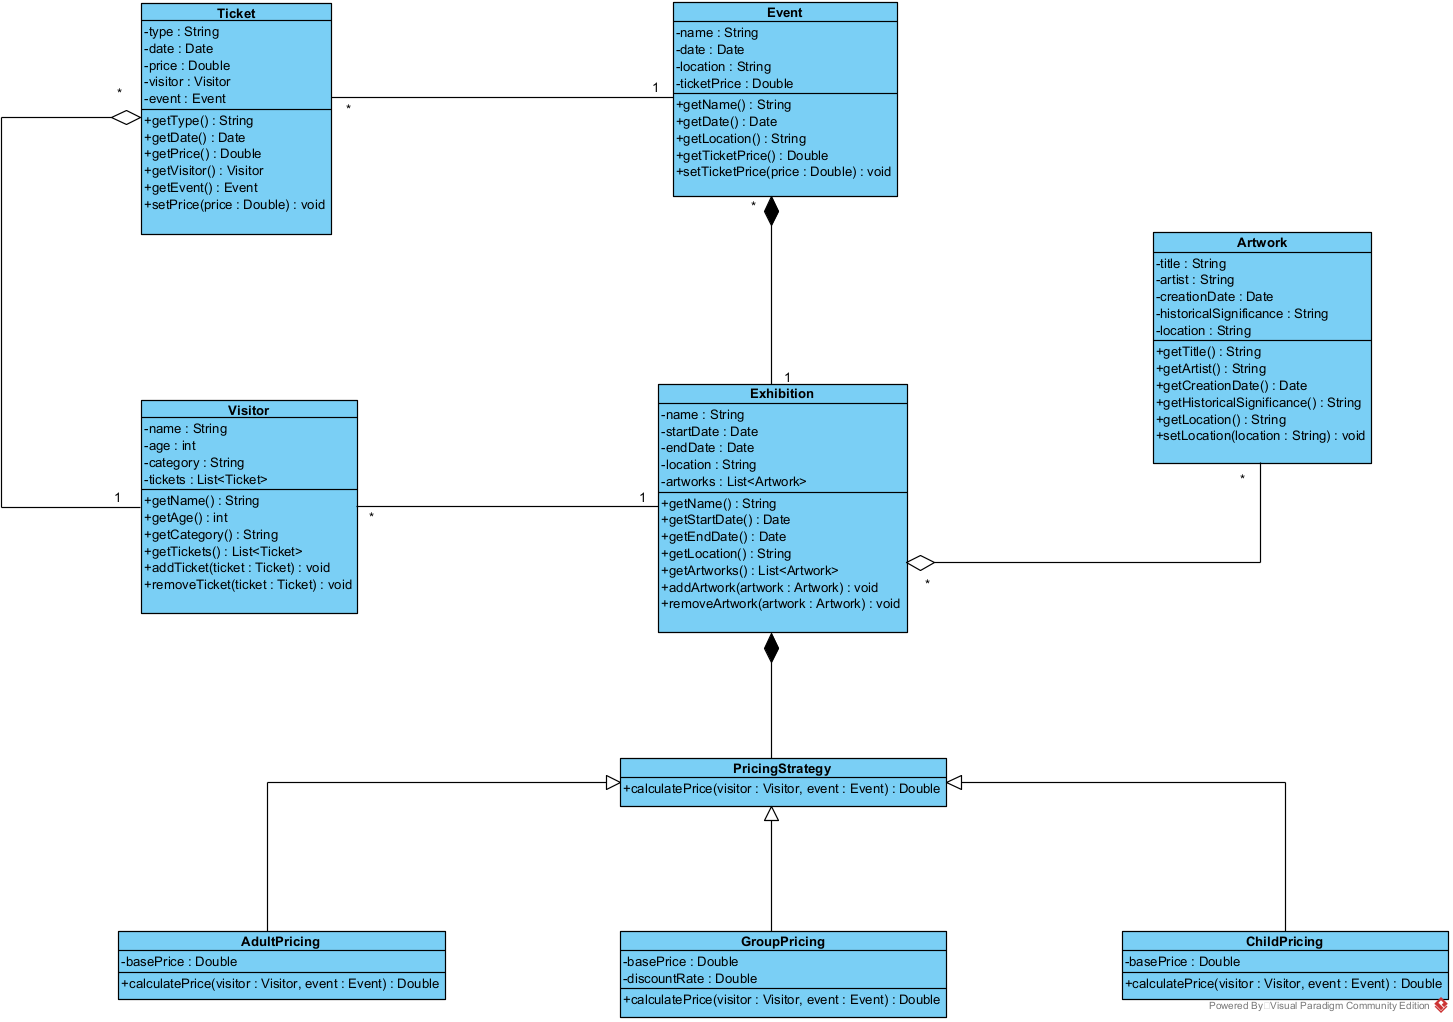 Ticket
-type : String
-date : Date
-price : Double
-visitor : Visitor
-event : Event
+getType() : String
+getDate() : Date
+getPrice() : Double
+getVisitor() : Visitor
+getEvent() : Event
+setPrice(price : Double) : void
*
*
1
Event
-name : String
-date : Date
-location : String
-ticketPrice : Double
+getName() : String
+getDate() : Date
+getLocation() : String
+getTicketPrice() : Double
+setTicketPrice(price : Double) : void
*
1
Artwork
-title : String
-artist : String
-creationDate : Date
-historicalSignificance : String
-location : String
+getTitle() : String
+getArtist() : String
+getCreationDate() : Date
+getHistoricalSignificance() : String
+getLocation() : String
+setLocation(location : String) : void
*
Visitor
-name : String
-age : int
-category : String
-tickets : List<Ticket>
+getName() : String
+getAge() : int
+getCategory() : String
+getTickets() : List<Ticket>
+addTicket(ticket : Ticket) : void
+removeTicket(ticket : Ticket) : void
1
*
1
Exhibition
-name : String
-startDate : Date
-endDate : Date
-location : String
-artworks : List<Artwork>
+getName() : String
+getStartDate() : Date
+getEndDate() : Date
+getLocation() : String
+getArtworks() : List<Artwork>
+addArtwork(artwork : Artwork) : void
+removeArtwork(artwork : Artwork) : void
*
PricingStrategy
+calculatePrice(visitor : Visitor, event : Event) : Double
AdultPricing
-basePrice : Double
+calculatePrice(visitor : Visitor, event : Event) : Double
GroupPricing
-basePrice : Double
-discountRate : Double
+calculatePrice(visitor : Visitor, event : Event) : Double
ChildPricing
-basePrice : Double
+calculatePrice(visitor : Visitor, event : Event) : Double
Powered By Visual Paradigm Community Edition